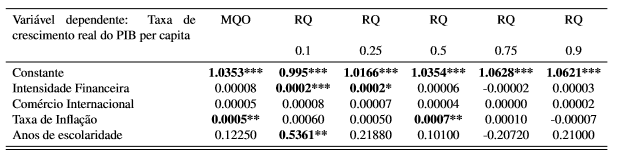 Variável dependente: Taxa de MQO RQ RQ RQ RQ RQ
crescimento real do PIB per capita
0.1 0.25 0.5 0.75 0.9
Constante 1.0353*** 0.995*** 1.0166*** 1.0354*** 1.0628*** 1.0621***
Intensidade Financeira 0.00008 0.0002*** 0.0002* 0.00006 -0.00002 0.00003
Comércio Internacional 0.00005 0.00008 0.00007 0.00004 0.00000 0.00002
Taxa de Inflação 0.0005** 0.00060 0.00050 0.0007** 0.00010 -0.00007
Anos de escolaridade 0.12250 0.5361** 0.21880 0.10100 -0.20720 0.21000